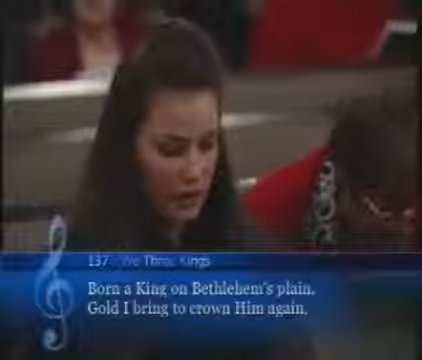 137 We Three Kings
Born a King on Bethlehem's plain,
Gold I bring to crown Him again,